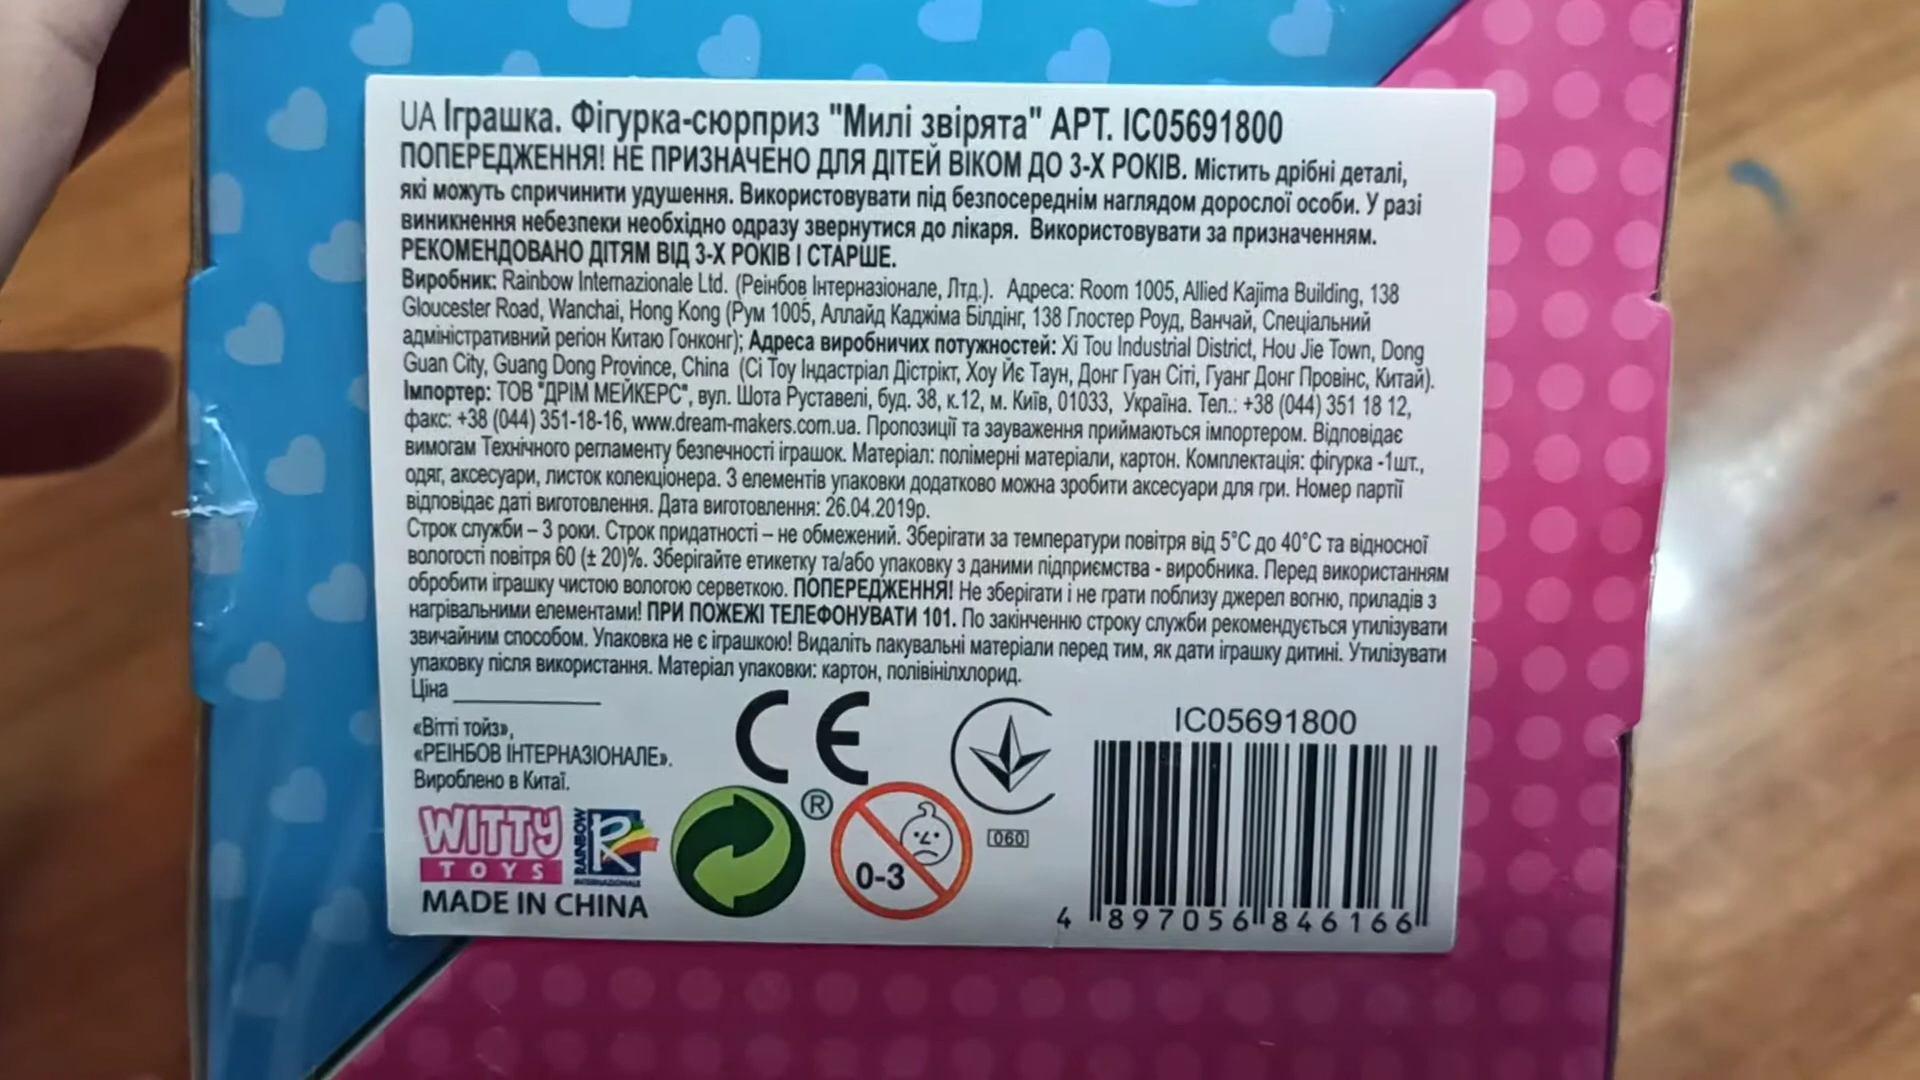 UA Іграшка. Фігурка-сюрприз "Милі звірята" АРТ. IC05691800
ПОПЕРЕДЖЕННЯ! НЕ ПРИЗНАЧЕНО ДЛЯ ДІТЕЙ ВІКОМ ДО 3-Х РОКІВ. Містить дрібні деталі,
які можуть спричинити удушення. Використовувати під безпосереднім наглядом дорослої особи. У разі
виникнення небезпеки необхідно одразу звернутися до лікаря. Використовувати за призначенням.
РЕКОМЕНДОВАНО ДІТЯМ ВІД 3-Х РОКІВ І СТАРШЕ.
Виробник: Rainbow Internazionale Ltd. (Реінбов Інтерназіонале, Лтд.). Адреса: Room 1005, Allied Kajima Building, 138
Gloucester Road, Wanchai, Hong Kong (Рум 1005, Аллайд Каджіма Білдінг, 138 Глостер Роуд, Ванчай, Спеціальний
адміністративний регіон Китаю Гонконг); Адреса виробничих потужностей: Xi Tou Industrial District, Hou Jie Town, Dong
Guan City, Guang Dong Province, China (Сі Тоу Індастріал Дістрікт, Хоу Йє Таун, Донг Гуан Сіті, Гуанг Донг Провінс, Китай).
Імпортер: ТОВ "ДРІМ МЕЙКЕРС", вул. Шота Руставелі, буд. 38, к.12, м. Київ, 01033, Україна. Тел.: +38 (044) 351 18 12,
факс: +38 (044) 351-18-16, www.dream-makers.com.ua. Пропозиції та зауваження приймаються імпортером. Відповідає
вимогам Технічного регламенту безпечності іграшок. Матеріал: полімерні матеріали, картон. Комплектація: фігурка -1шт.,
одяг, аксесуари, листок колекціонера. З елементів упаковки додатково можна зробити аксесуари для гри. Номер партії
відповідає даті виготовлення. Дата виготовлення: 26.04.2019р.
Строк служби – 3 роки. Строк придатності – не обмежений. Зберігати за температури повітря від 5°С до 40°С та відносної
вологості повітря 60 (± 20)%. Зберігайте етикетку та/або упаковку з даними підприємства - виробника. Перед використанням
обробити іграшку чистою вологою серветкою. ПОПЕРЕДЖЕННЯ! Не зберігати і не грати поблизу джерел вогню, приладів з
нагрівальними елементами! ПРИ ПОЖЕЖІ ТЕЛЕФОНУВАТИ 101. По закінченню строку служби рекомендується утилізувати
звичайним способом. Упаковка не є іграшкою! Видаліть пакувальні матеріали перед тим, як дати іграшку дитині. Утилізувати
упаковку після використання. Матеріал упаковки: картон, полівінілхлорид.
Ціна ____________
«Вітті тойз»,
«РЕІНБОВ ІНТЕРНАЗІОНАЛЕ».
Вироблено в Китаї.
WITTY
TOYS
RAINBOW
R
INTERNAZIONALE
MADE IN CHINA
CE
®
0-3
060
IC05691800
4 897056 846166